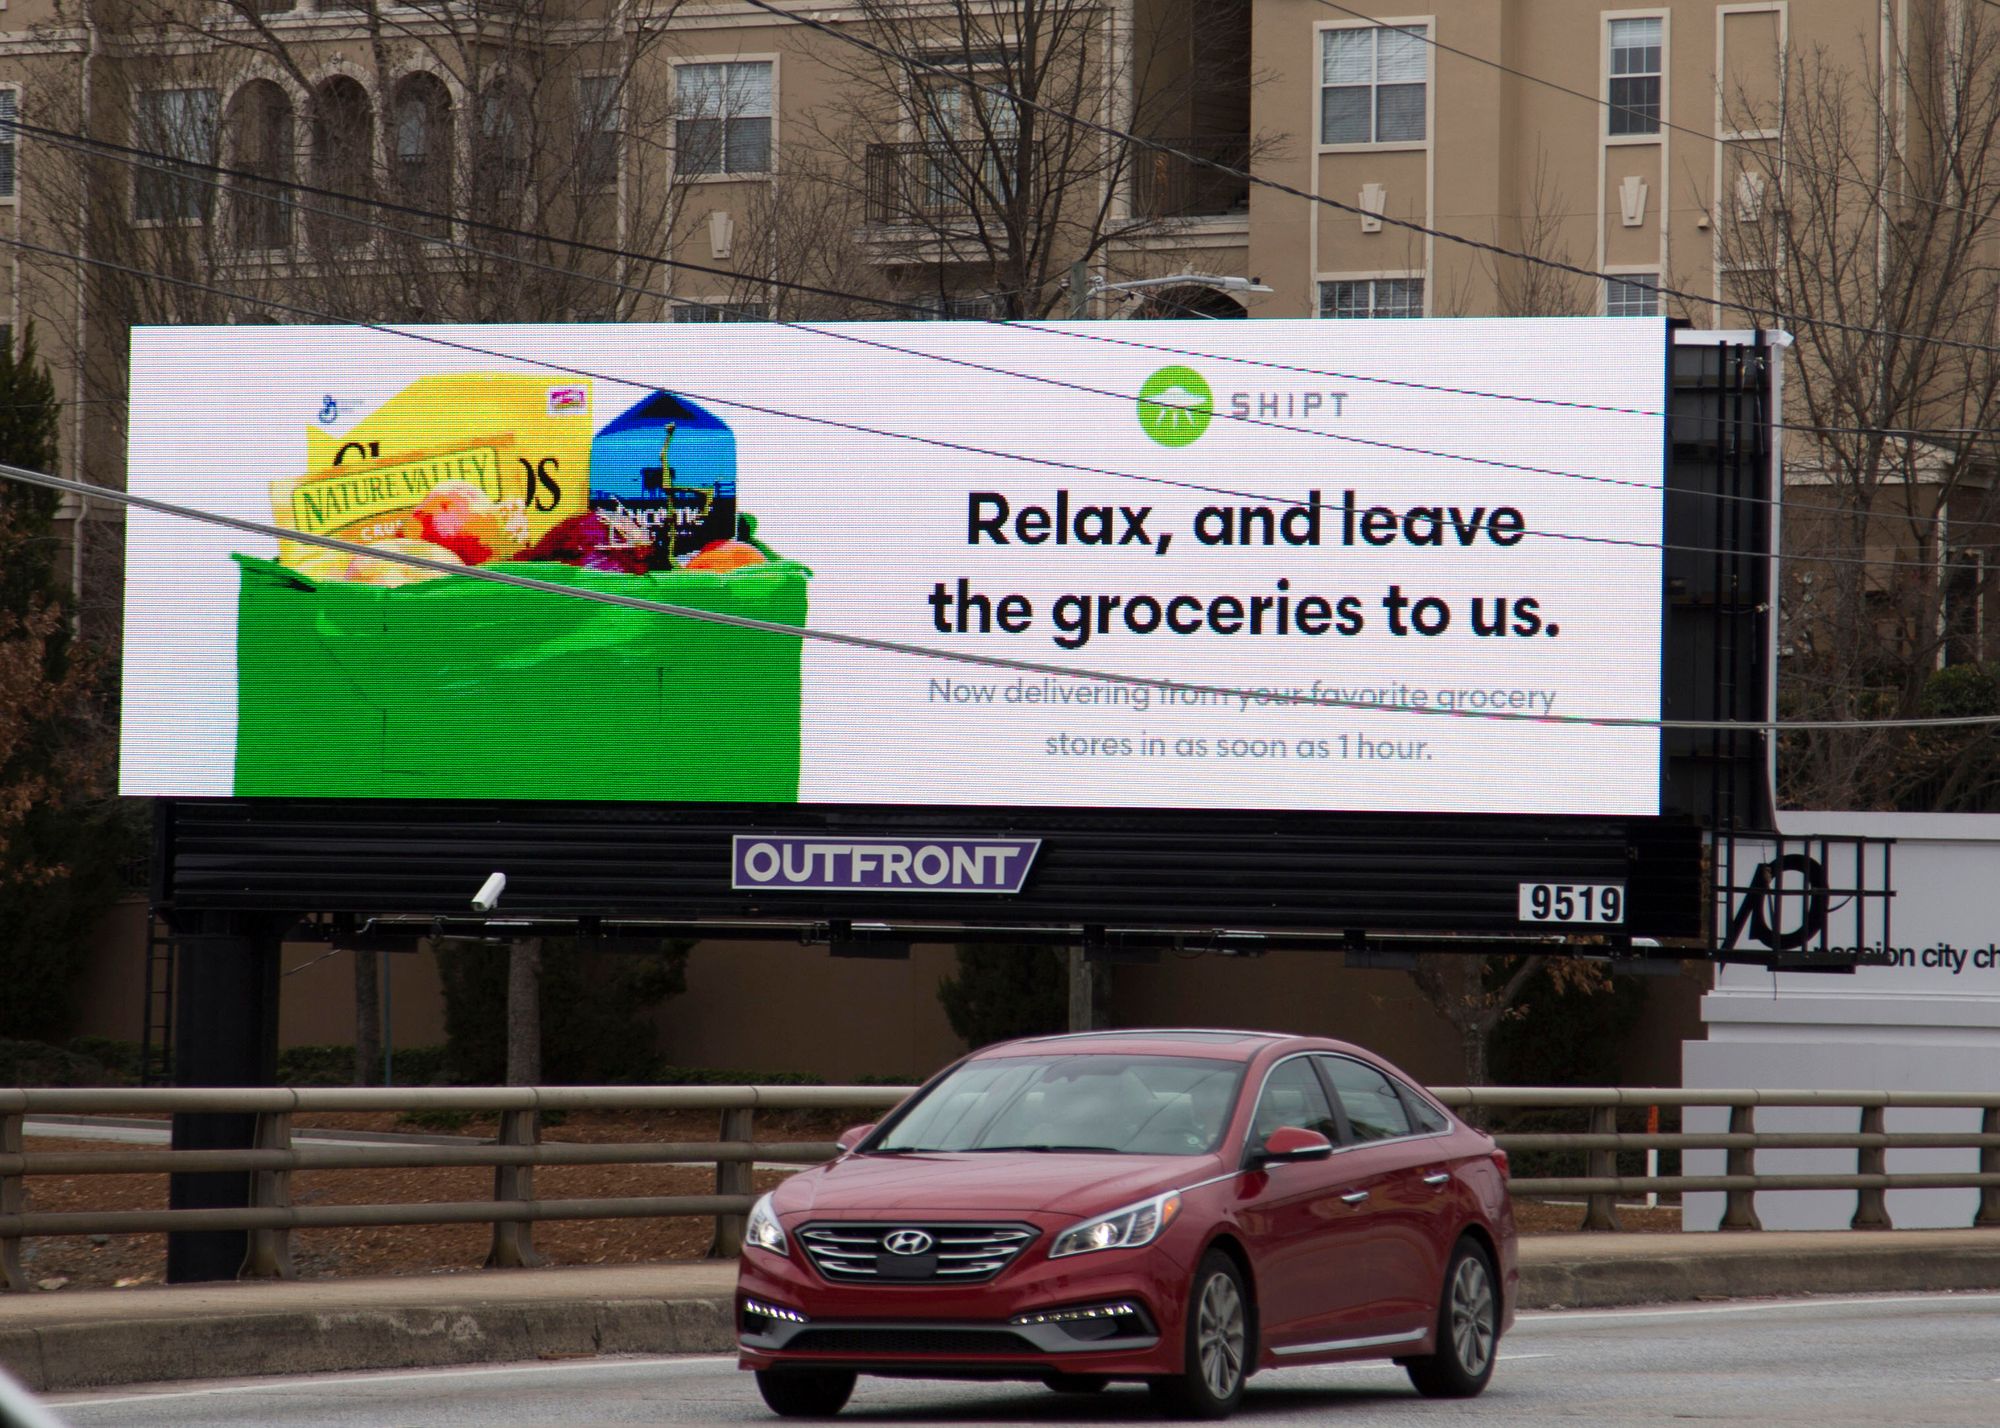 SHIPT
Relax, and leave
the groceries to us.
Now delivering from your favorite grocery
stores in as soon as 1 hour.
NATURE VALLEY
OUTFRONT
9519
city